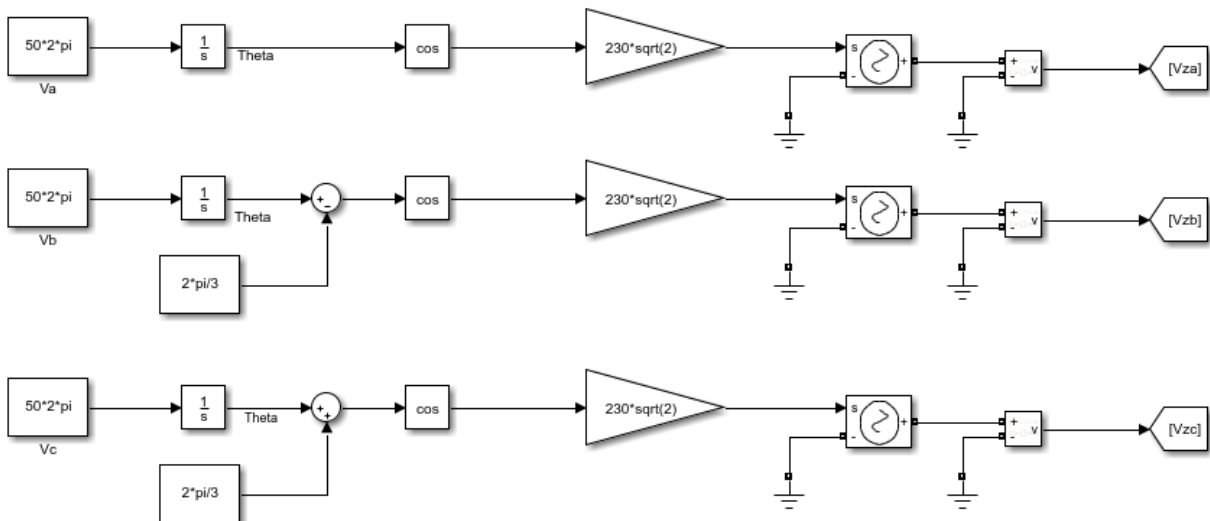 50*2*pi
Va
1
s
Theta
cos
230*sqrt(2)
s
-
+
+
-
v
[Vza]
50*2*pi
Vb
1
s
Theta
+
-
2*pi/3
cos
230*sqrt(2)
s
-
+
+
-
v
[Vzb]
50*2*pi
Vc
1
s
Theta
+
+
2*pi/3
cos
230*sqrt(2)
s
-
+
+
-
v
[Vzc]